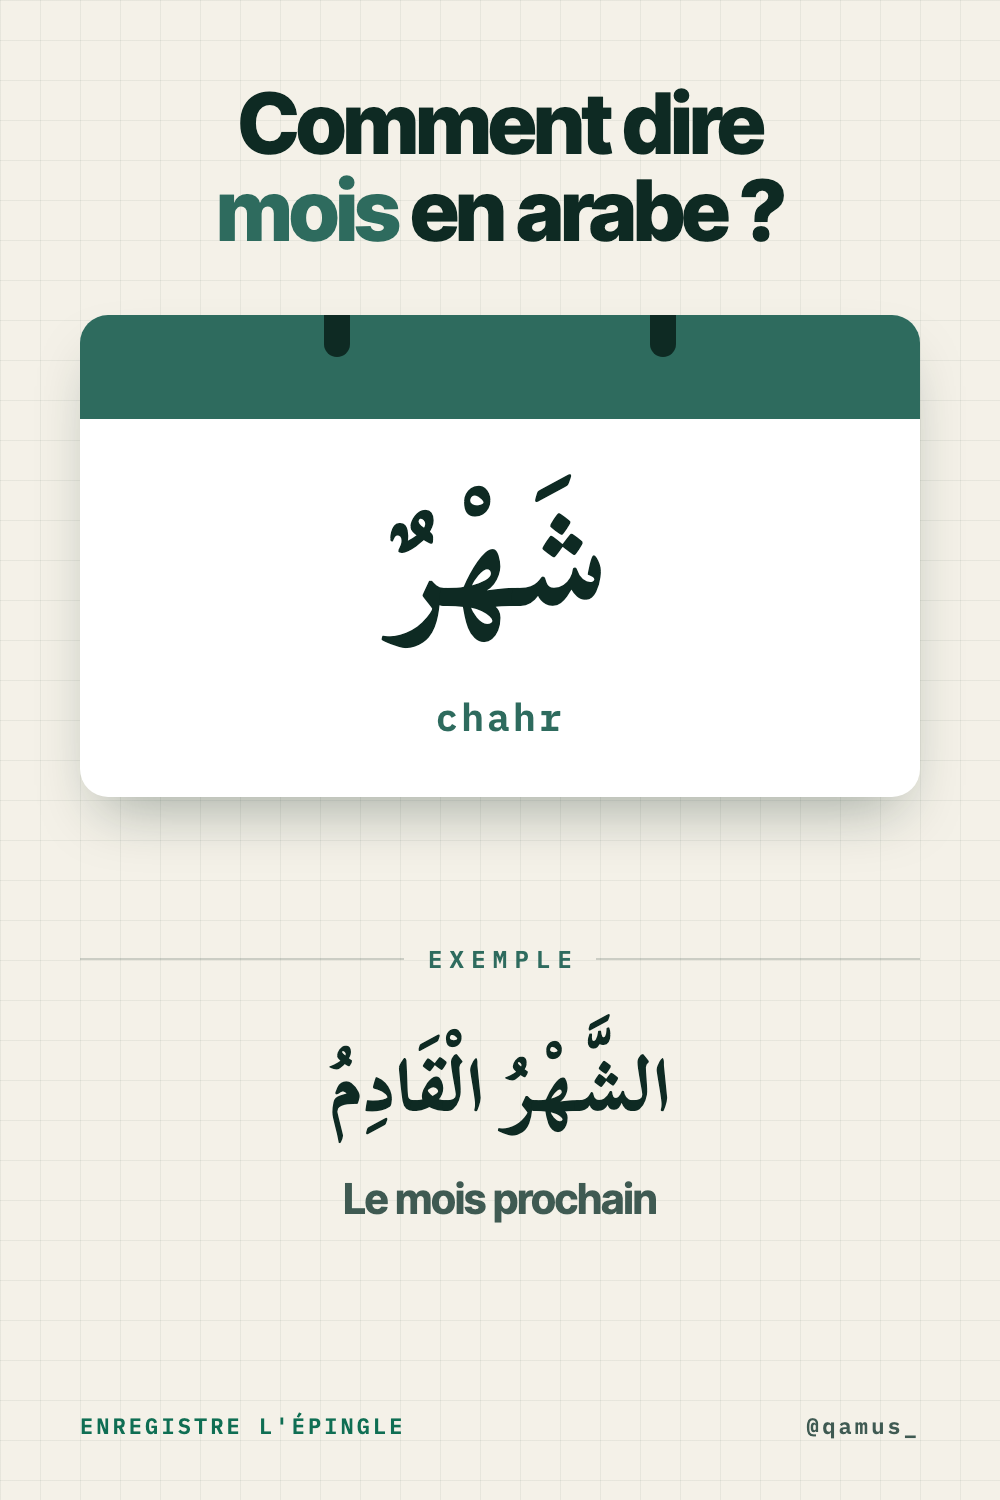 Comment dire
mois en arabe ?
شَهْرٌ
chahr
EXEMPLE
الشَّهْرُ الْقَادِمُ
Le mois prochain
ENREGISTRE L'ÉPINGLE
@qamus_